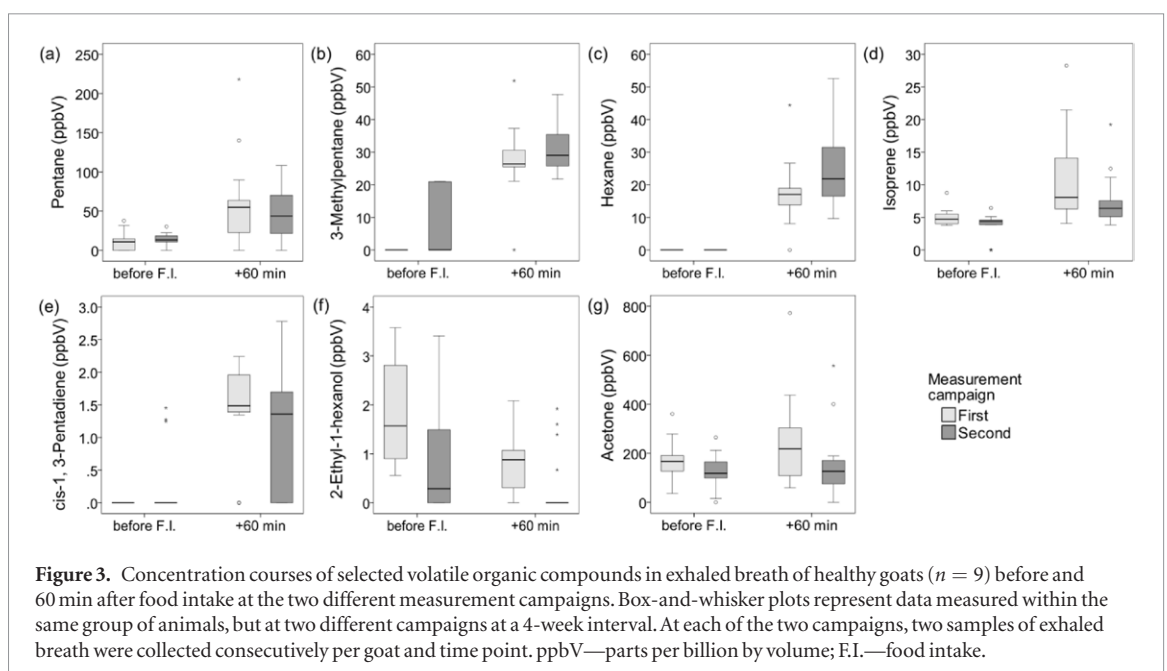 (a)
Pentane (ppbV)
250
200
150
100
50
0
before F.I.
+60 min
(b)
3-Methylpentane (ppbV)
60
50
40
30
20
10
0
before F.I.
+60 min
(c)
Hexane (ppbV)
60
50
40
30
20
10
0
before F.I.
+60 min
(d)
Isoprene (ppbV)
30
25
20
15
10
5
0
before F.I.
+60 min
(e)
cis-1, 3-Pentadiene (ppbV)
3.0
2.5
2.0
1.5
1.0
.5
.0
before F.I.
+60 min
(f)
2-Ethyl-1-hexanol (ppbV)
4
3
2
1
0
before F.I.
+60 min
(g)
Acetone (ppbV)
800
600
400
200
0
before F.I.
+60 min
Measurement
campaign
First
Second
Figure 3. Concentration courses of selected volatile organic compounds in exhaled breath of healthy goats (n = 9) before and
60 min after food intake at the two different measurement campaigns. Box-and-whisker plots represent data measured within the
same group of animals, but at two different campaigns at a 4-week interval. At each of the two campaigns, two samples of exhaled
breath were collected consecutively per goat and time point. ppbV—parts per billion by volume; F.I.—food intake.